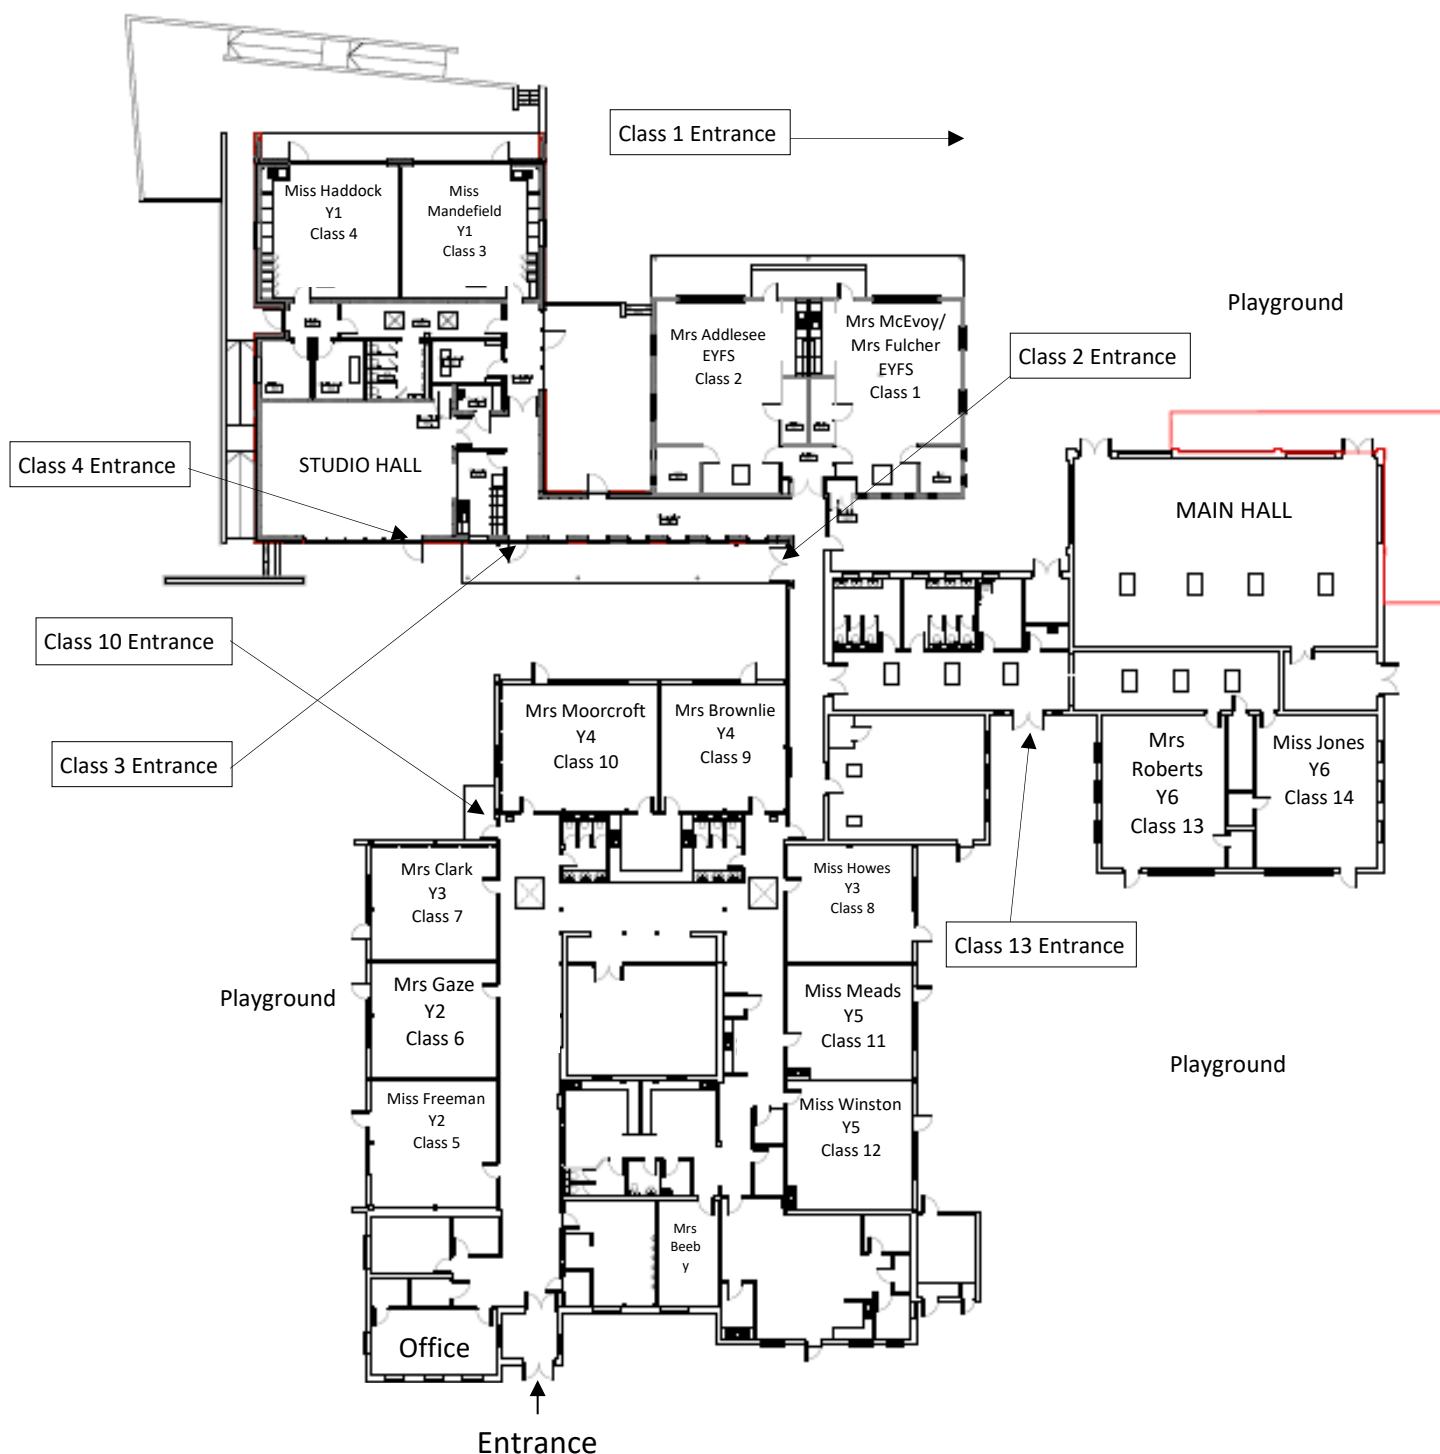 Class 1 Entrance
Miss Haddock
Y1
Class 4
Miss
Mandefield
Y1
Class 3
Playground
Mrs Addlesee
EYFS
Class 2
Mrs McEvoy/
Mrs Fulcher
EYFS
Class 1
Class 2 Entrance
Class 4 Entrance
STUDIO HALL
MAIN HALL
Class 10 Entrance
Class 3 Entrance
Mrs Moorcroft
Y4
Class 10
Mrs Brownlie
Y4
Class 9
Mrs
Roberts
Y6
Class 13
Miss Jones
Y6
Class 14
Mrs Clark
Y3
Class 7
Miss Howes
Y3
Class 8
Class 13 Entrance
Playground
Mrs Gaze
Y2
Class 6
Miss Meads
Y5
Class 11
Playground
Miss Freeman
Y2
Class 5
Miss Winston
Y5
Class 12
Mrs
Beeb
y
Office
Entrance